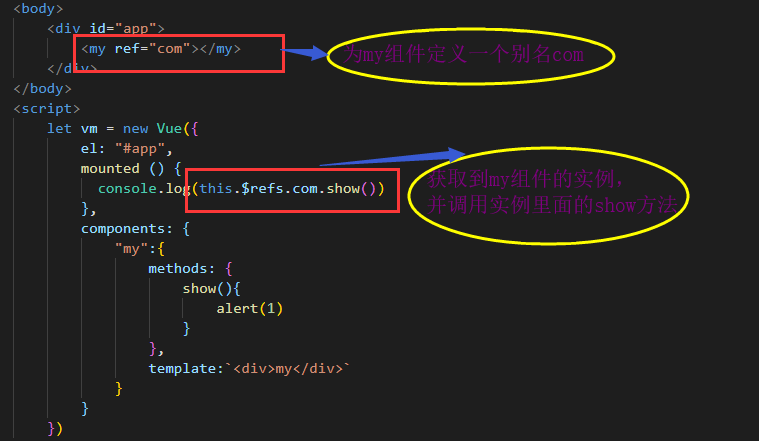 <body>
<div id="app">
<my ref="com"></my>
为my组件定义一个别名com
</div>
</body>
<script>
let vm = new Vue({
el: "#app",
mounted () {
console.log(this.$refs.com.show())
获取到my组件的实例，
并调用实例里面的show方法
},
components: {
"my":{
methods: {
show(){
alert(1)
}
},
template:`<div>my</div>`
}
}
})